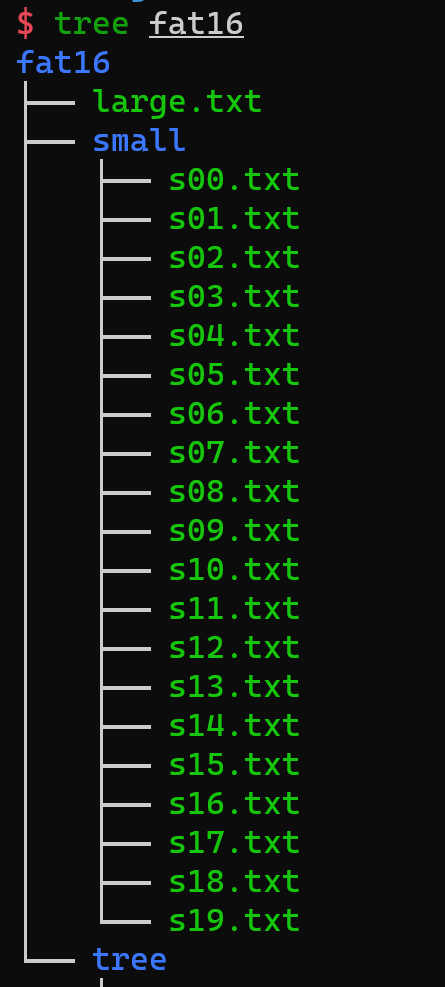 $ tree fat16
fat16
├── large.txt
├── small
│   ├── s00.txt
│   ├── s01.txt
│   ├── s02.txt
│   ├── s03.txt
│   ├── s04.txt
│   ├── s05.txt
│   ├── s06.txt
│   ├── s07.txt
│   ├── s08.txt
│   ├── s09.txt
│   ├── s10.txt
│   ├── s11.txt
│   ├── s12.txt
│   ├── s13.txt
│   ├── s14.txt
│   ├── s15.txt
│   ├── s16.txt
│   ├── s17.txt
│   ├── s18.txt
│   └── s19.txt
└── tree